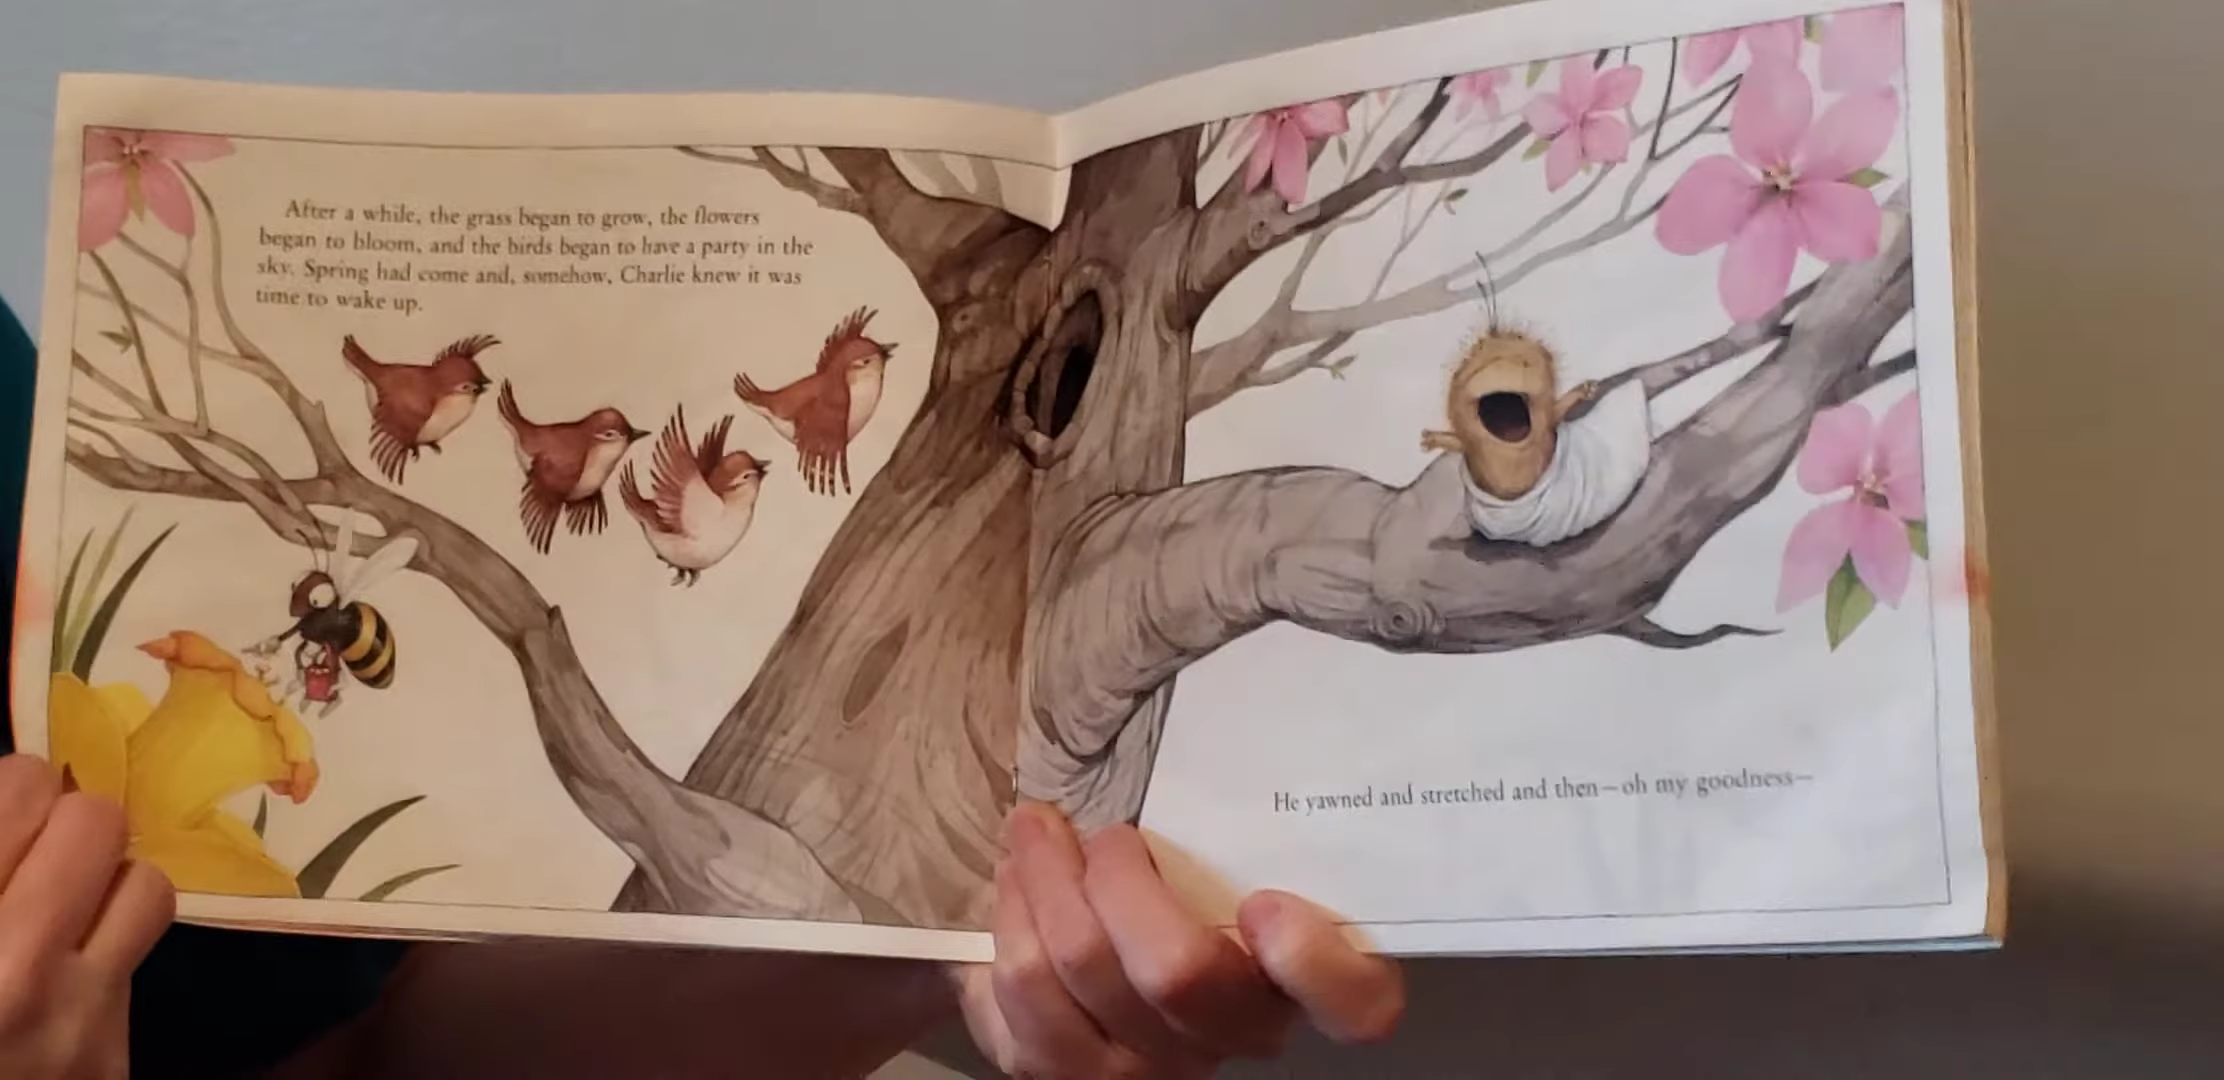 After a while, the grass began to grow, the flowers
began to bloom, and the birds began to have a party in the
sky. Spring had come and, somehow, Charlie knew it was
time to wake up.
He yawned and stretched and then—oh my goodness—